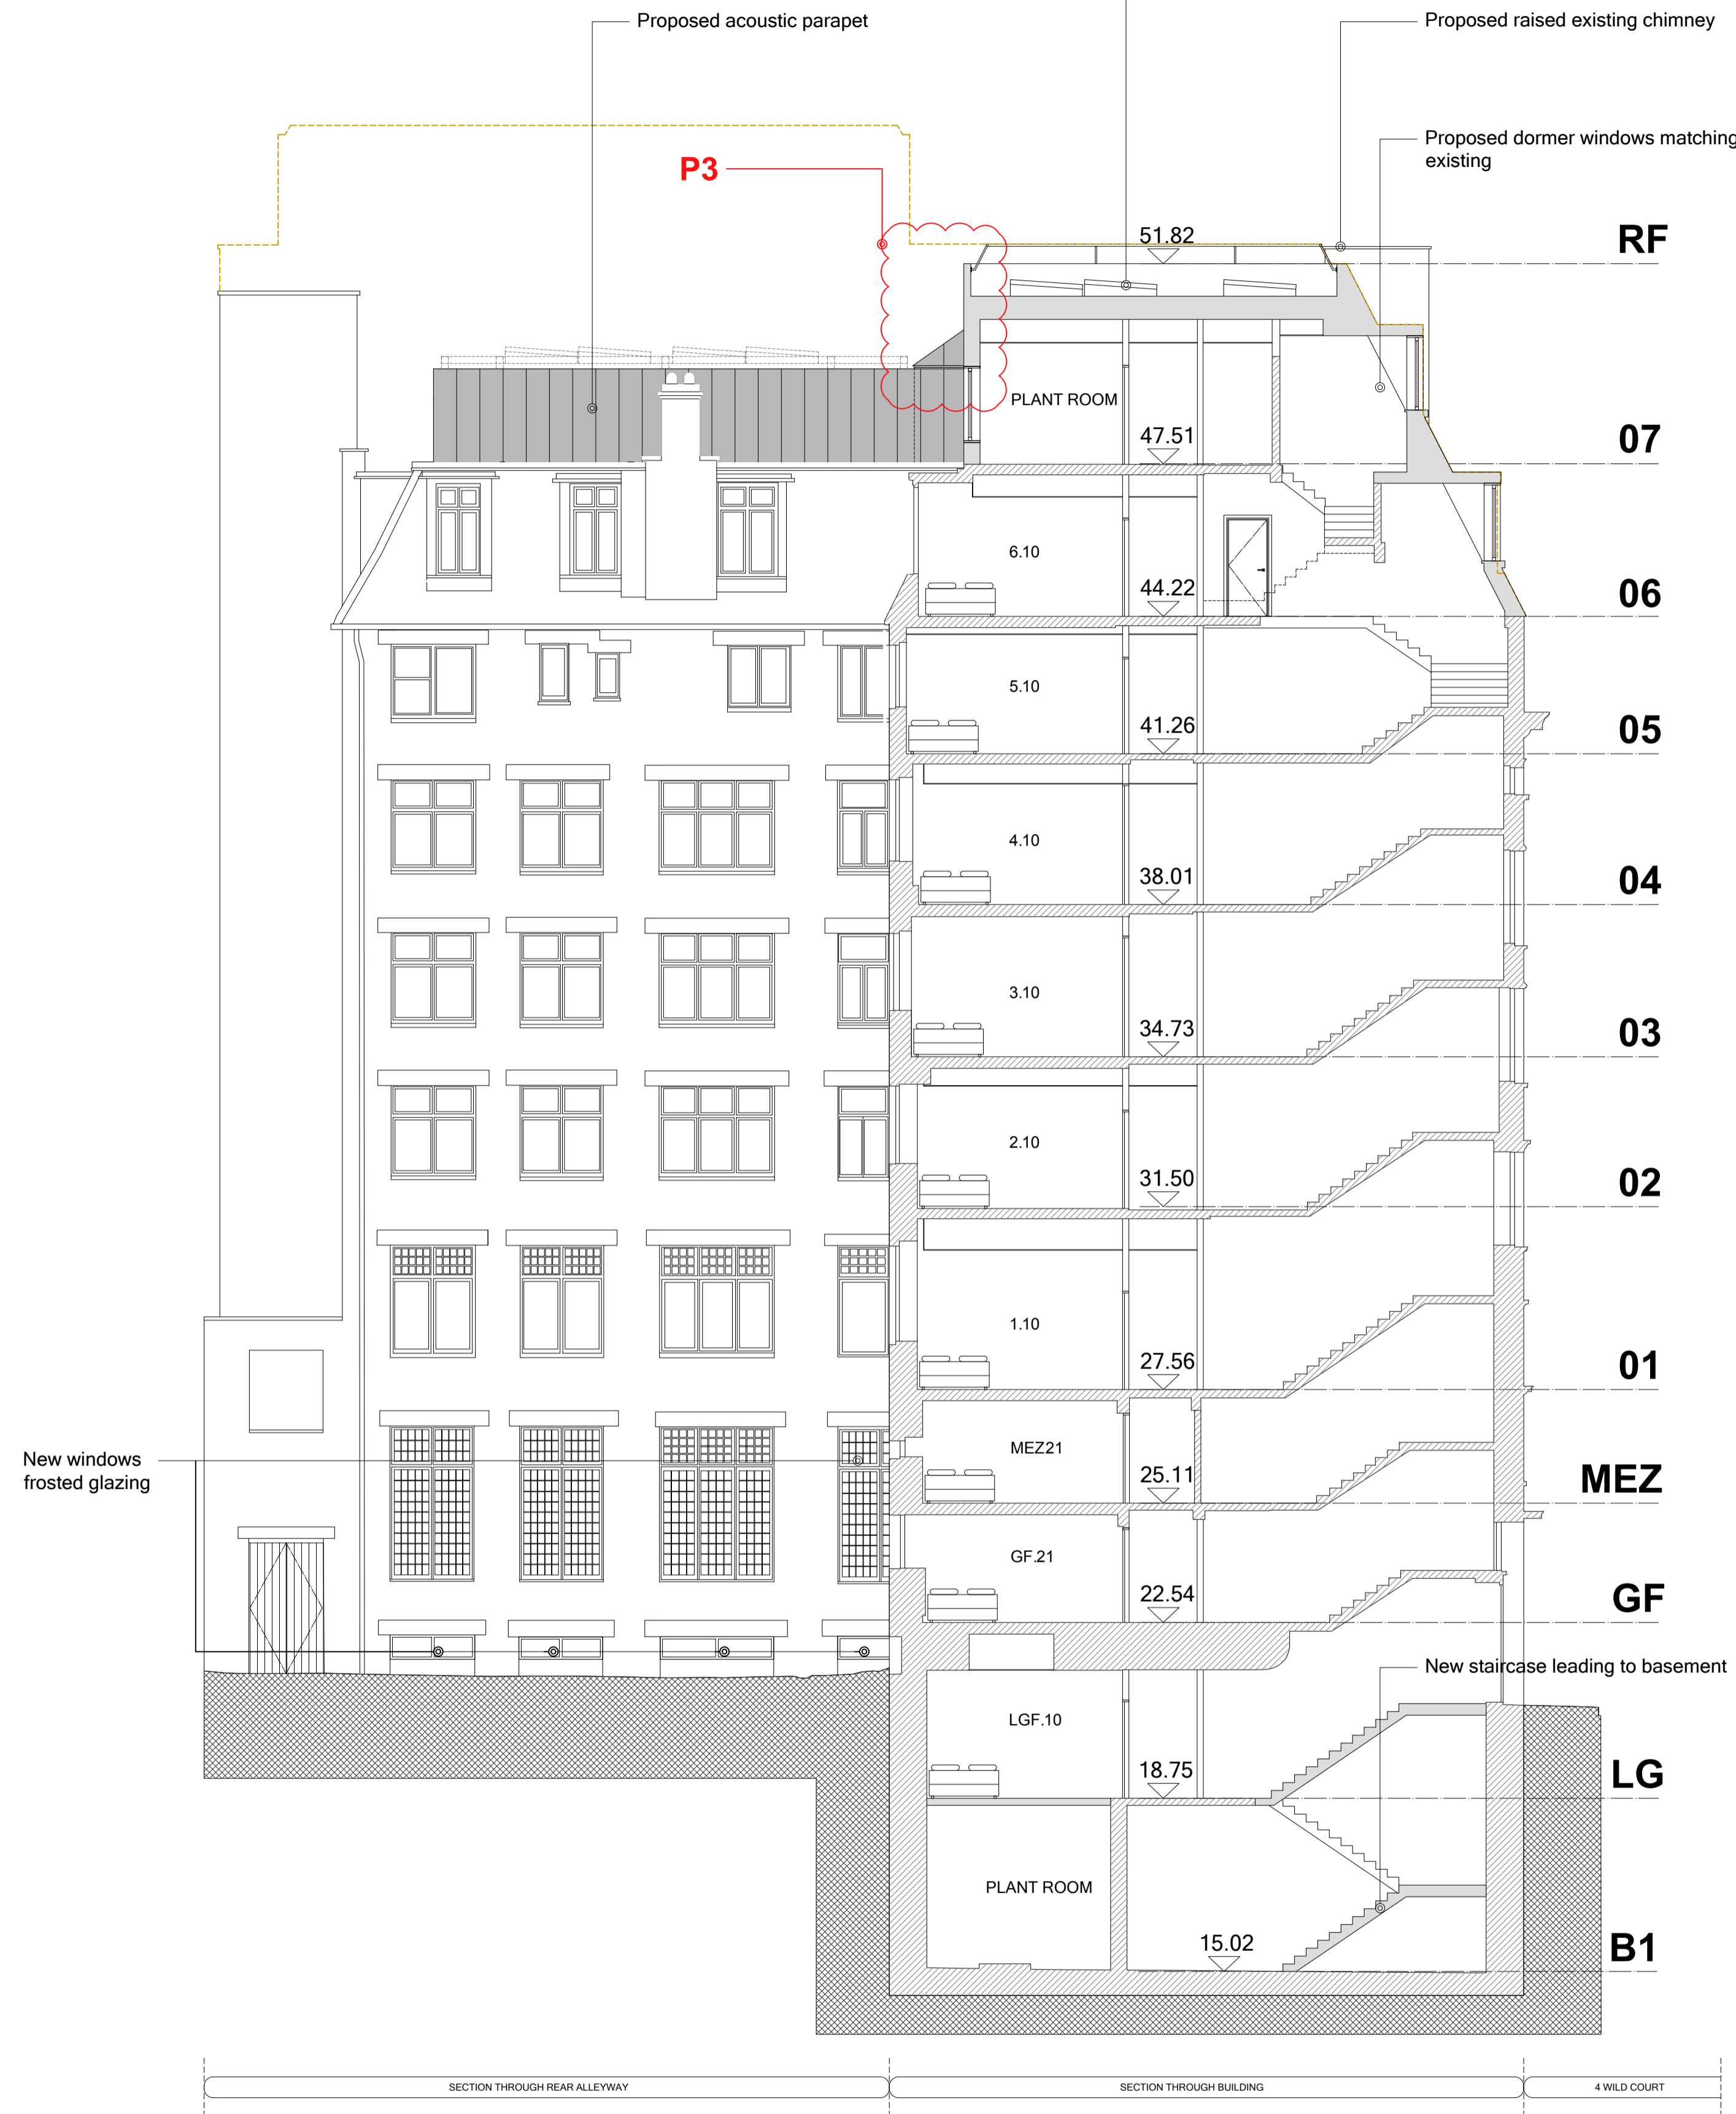 Proposed acoustic parapet
Proposed raised existing chimney
Proposed dormer windows matching
existing
P3
51.82
RF
PLANT ROOM
47.51
07
6.10
44.22
06
5.10
41.26
05
4.10
38.01
04
3.10
34.73
03
2.10
31.50
02
1.10
27.56
01
New windows
frosted glazing
MEZ21
25.11
MEZ
GF.21
22.54
GF
New staircase leading to basement
LGF.10
18.75
LG
PLANT ROOM
15.02
B1
SECTION THROUGH REAR ALLEYWAY
SECTION THROUGH BUILDING
4 WILD COURT